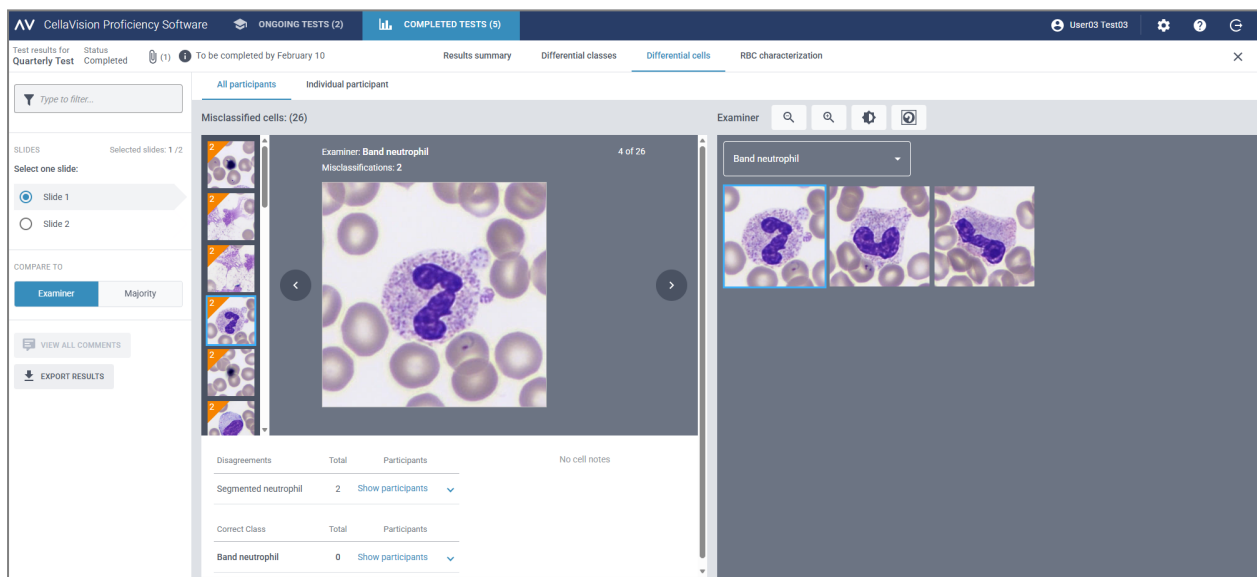 CellaVision Proficiency Software
ONGOING TESTS (2)
COMPLETED TESTS (5)
User03 Test03
Test results for
Quarterly Test
Status
Completed
(1)
To be completed by February 10
Results summary
Differential classes
Differential cells
RBC characterization
All participants
Individual participant
Type to filter...
SLIDES
Selected slides: 1 /2
Select one slide:
Slide 1
Slide 2
COMPARE TO
Examiner
Majority
VIEW ALL COMMENTS
EXPORT RESULTS
Misclassified cells: (26)
2
2
2
2
2
2
Examiner: Band neutrophil
Misclassifications: 2
4 of 26
Disagreements Total Participants
Segmented neutrophil 2 Show participants
Correct Class Total Participants
Band neutrophil 0 Show participants
No cell notes
Examiner
Band neutrophil